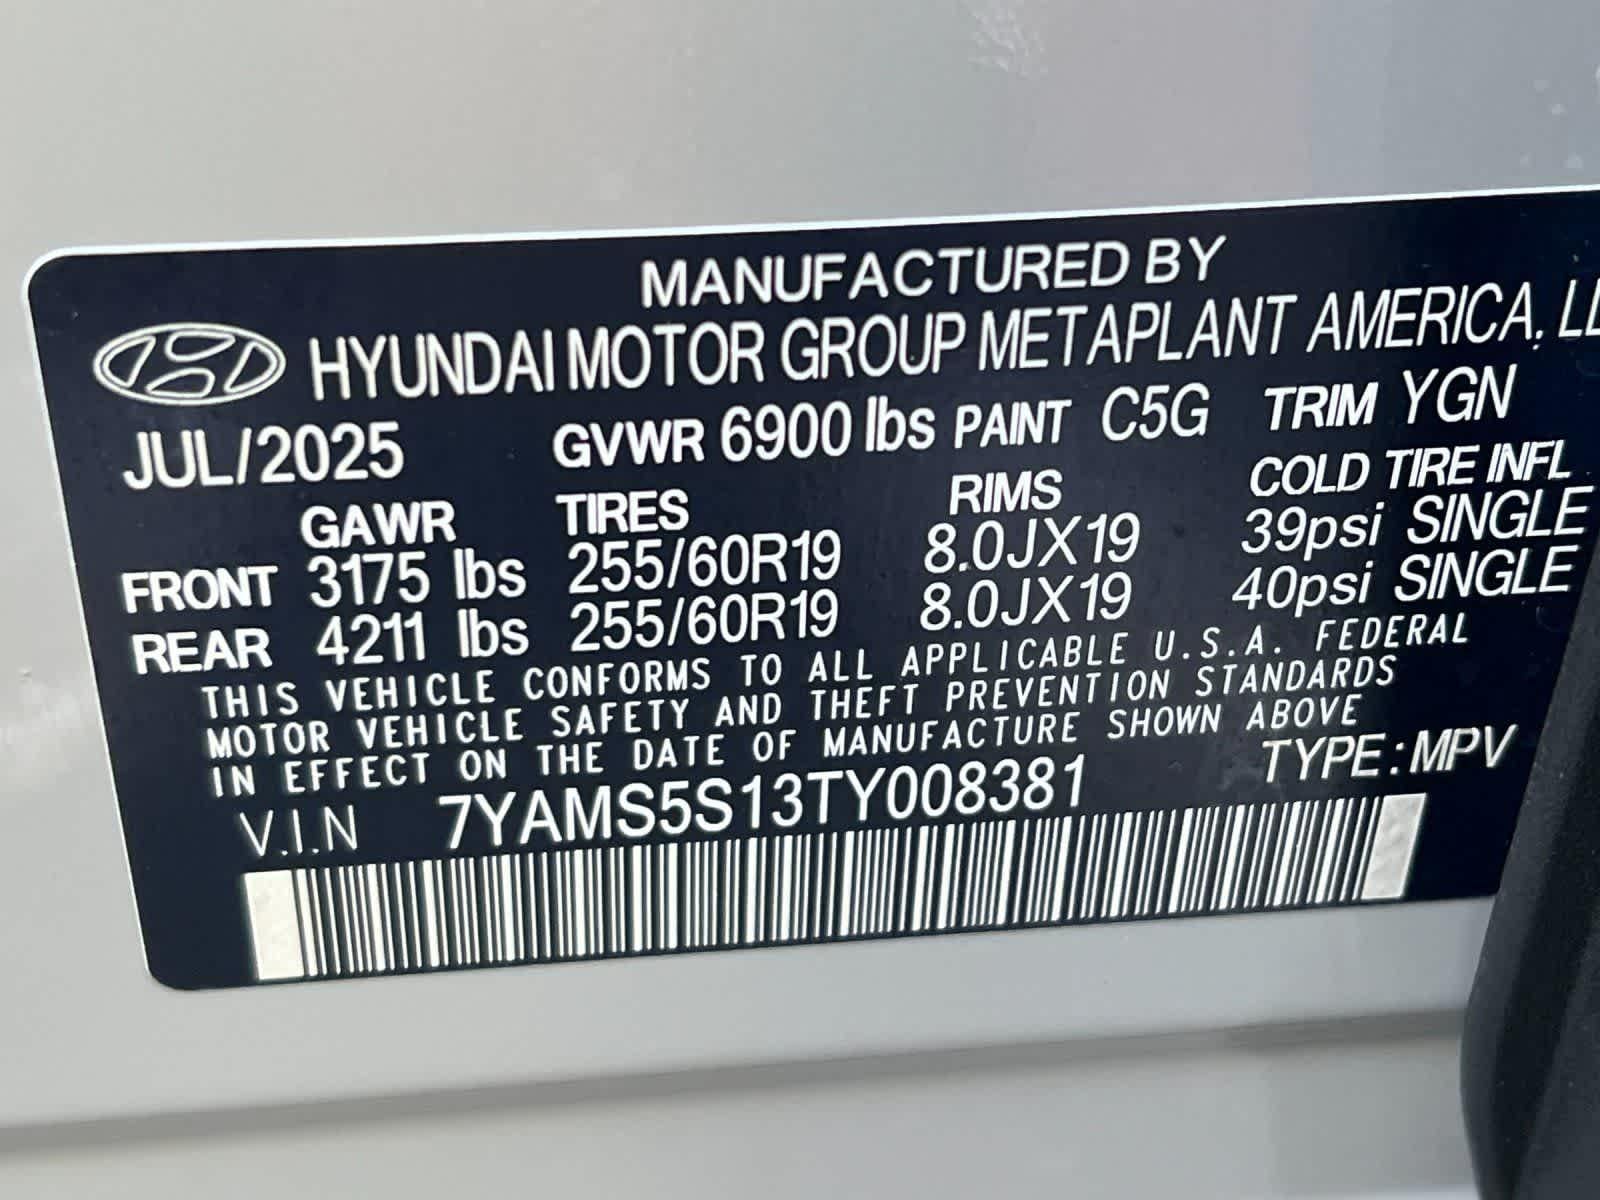 MANUFACTURED BY
HYUNDAI MOTOR GROUP METAPLANT AMERICA, LL
JUL/2025 GVWR 6900 lbs PAINT C5G TRIM YGN
GAWR TIRES RIMS COLD TIRE INFL
FRONT 3175 lbs 255/60R19 8.0JX19 39psi SINGLE
REAR 4211 lbs 255/60R19 8.0JX19 40psi SINGLE
THIS VEHICLE CONFORMS TO ALL APPLICABLE U.S.A. FEDERAL
MOTOR VEHICLE SAFETY AND THEFT PREVENTION STANDARDS
IN EFFECT ON THE DATE OF MANUFACTURE SHOWN ABOVE
V.I.N 7YAMS5S13TY008381 TYPE:MPV